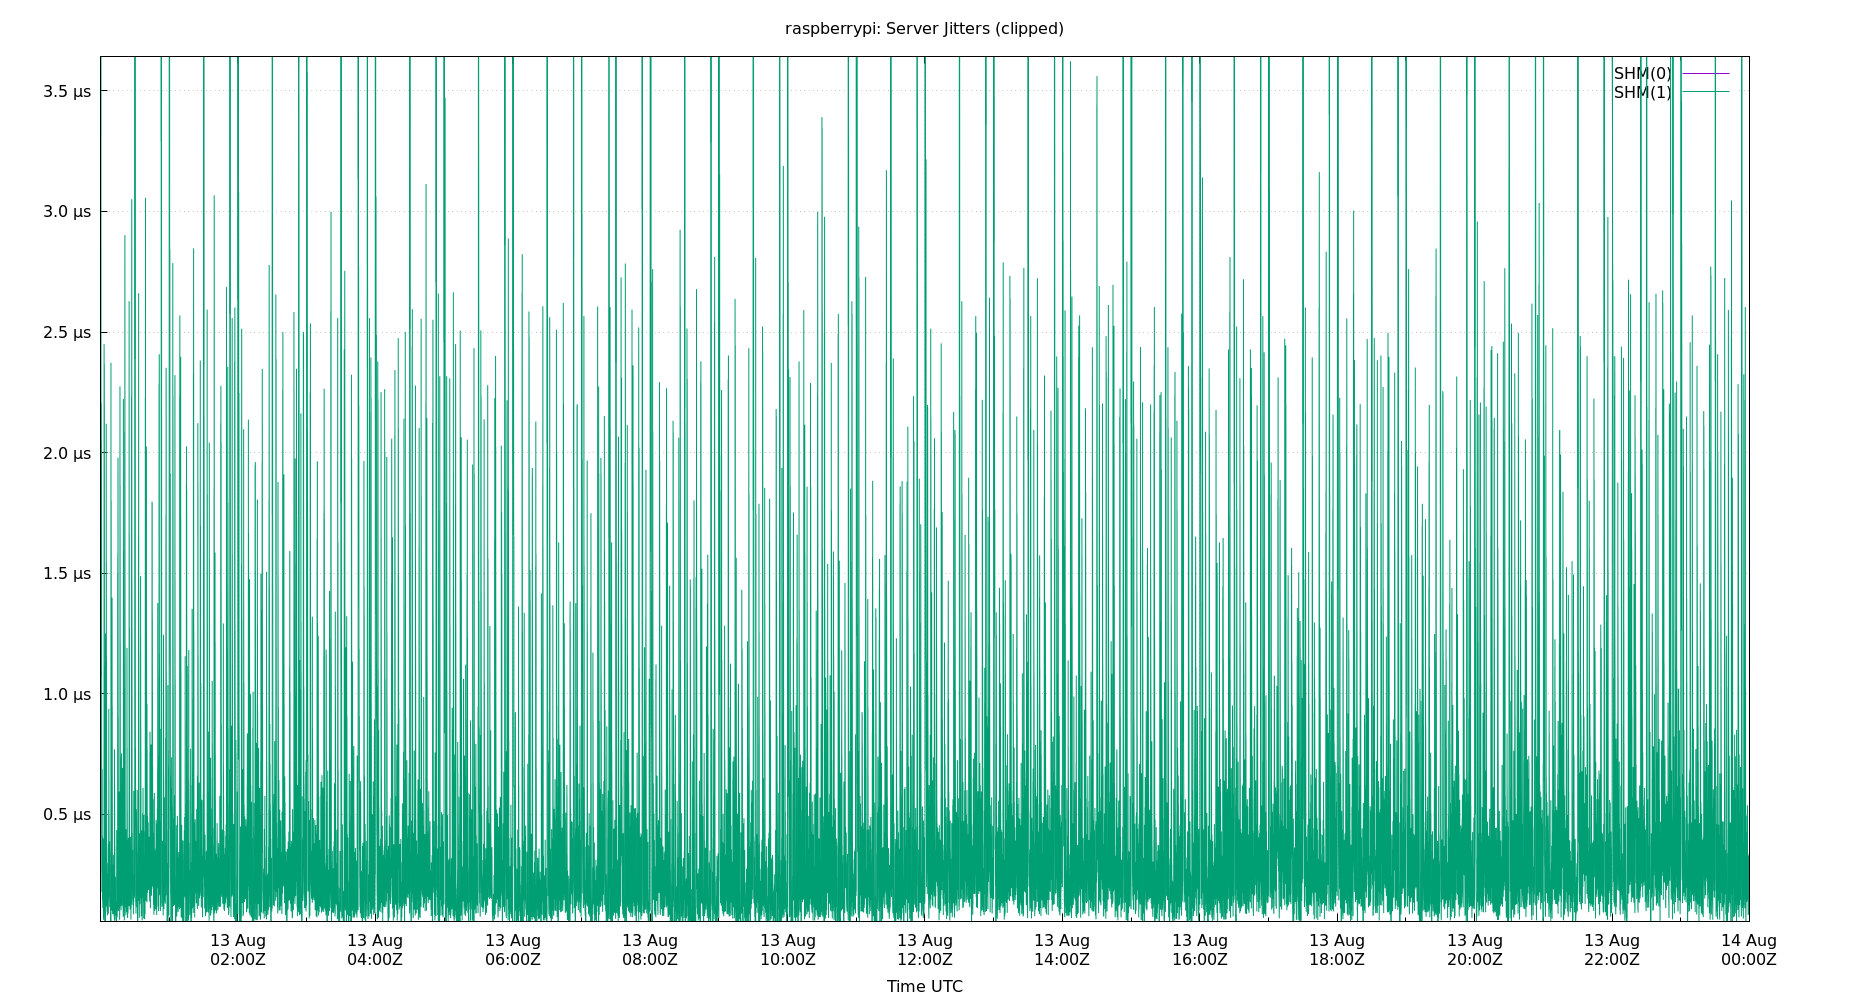 raspberrypi: Server Jitters (clipped)
SHM(0)
SHM(1)
3.5 µs
3.0 µs
2.5 µs
2.0 µs
1.5 µs
1.0 µs
0.5 µs
13 Aug 13 Aug 13 Aug 13 Aug 13 Aug 13 Aug 13 Aug 13 Aug 13 Aug 13 Aug 13 Aug 14 Aug
02:00Z 04:00Z 06:00Z 08:00Z 10:00Z 12:00Z 14:00Z 16:00Z 18:00Z 20:00Z 22:00Z 00:00Z
Time UTC